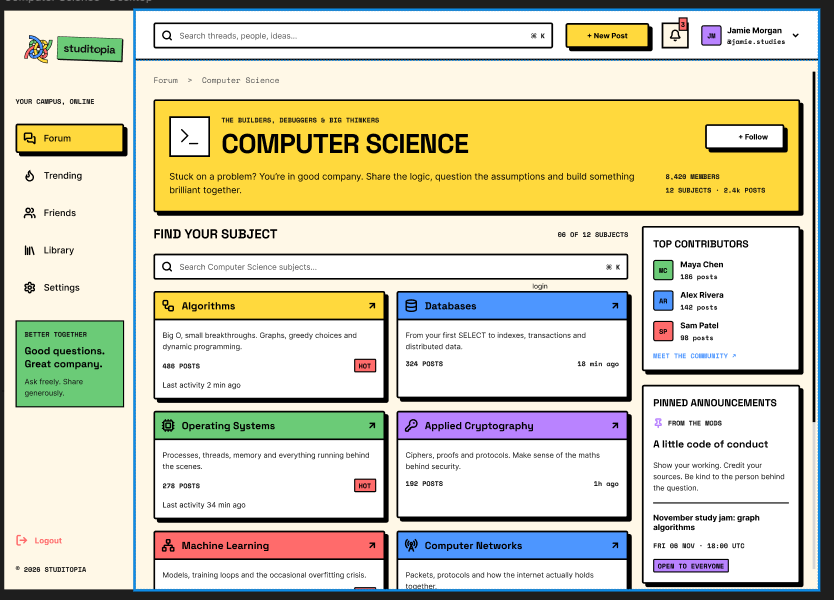 studitopia
YOUR CAMPUS, ONLINE
Forum
Trending
Friends
Library
Settings
BETTER TOGETHER
Good questions.
Great company.
Ask freely. Share
generously.
Logout
© 2026 STUDITOPIA
Search threads, people, ideas...
⌘ K
+ New Post
3
JM
Jamie Morgan
@jamie.studies
Forum > Computer Science
THE BUILDERS, DEBUGGERS & BIG THINKERS
COMPUTER SCIENCE
+ Follow
Stuck on a problem? You're in good company. Share the logic, question the assumptions and build something
brilliant together.
8,420 MEMBERS
12 SUBJECTS · 2.4k POSTS
FIND YOUR SUBJECT
06 OF 12 SUBJECTS
Search Computer Science subjects...
⌘ K
login
Algorithms
Big O, small breakthroughs. Graphs, greedy choices and
dynamic programming.
486 POSTS
HOT
Last activity 2 min ago
Databases
From your first SELECT to indexes, transactions and
distributed data.
324 POSTS
18 min ago
Operating Systems
Processes, threads, memory and everything running behind
the scenes.
278 POSTS
HOT
Last activity 34 min ago
Applied Cryptography
Ciphers, proofs and protocols. Make sense of the maths
behind security.
192 POSTS
1h ago
Machine Learning
Models, training loops and the occasional overfitting crisis.
Computer Networks
Packets, protocols and how the internet actually holds
together.
TOP CONTRIBUTORS
MC
Maya Chen
186 posts
AR
Alex Rivera
142 posts
SP
Sam Patel
98 posts
MEET THE COMMUNITY ↗
PINNED ANNOUNCEMENTS
FROM THE MODS
A little code of conduct
Show your working. Credit your
sources. Be kind to the person behind
the question.
November study jam: graph
algorithms
FRI 06 NOV · 18:00 UTC
OPEN TO EVERYONE